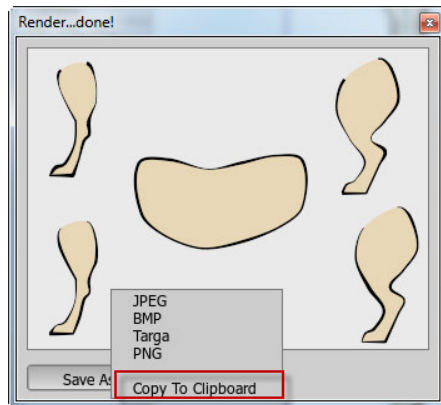 Render...done!
JPEG
BMP
Targa
PNG
Save As
Copy To Clipboard